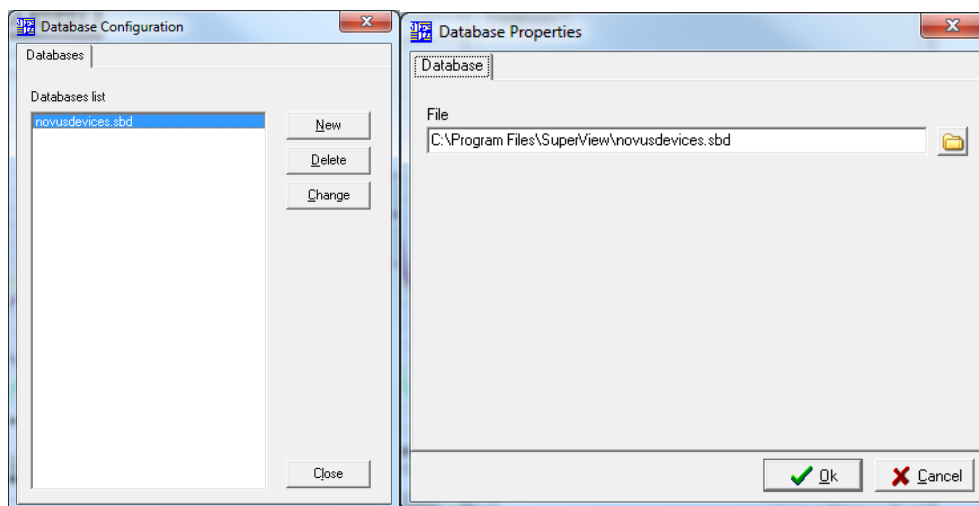 Database Configuration
Databases
Databases list
novusdevices.sbd
New
Delete
Change
Close
Database Properties
Database
File
C:\Program Files\SuperView\novusdevices.sbd
Ok
Cancel